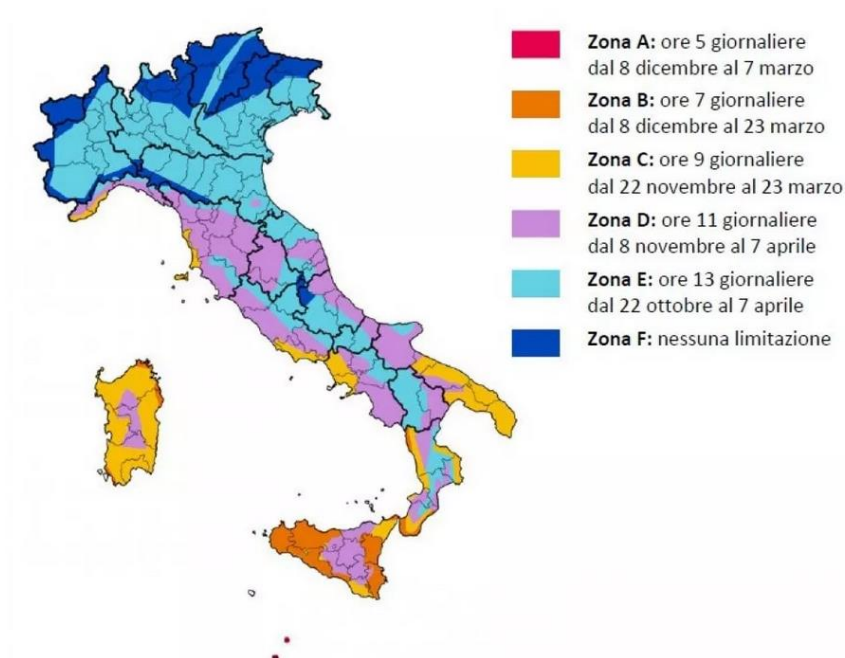 Zona A: ore 5 giornaliere
dal 8 dicembre al 7 marzo
Zona B: ore 7 giornaliere
dal 8 dicembre al 23 marzo
Zona C: ore 9 giornaliere
dal 22 novembre al 23 marzo
Zona D: ore 11 giornaliere
dal 8 novembre al 7 aprile
Zona E: ore 13 giornaliere
dal 22 ottobre al 7 aprile
Zona F: nessuna limitazione